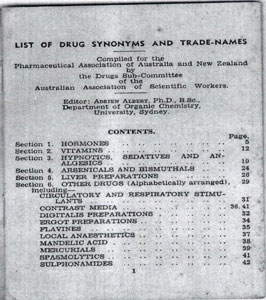 LIST OF DRUG SYNONYMS AND TRADE-NAMES
Compiled for the
Pharmaceutical Association of Australia and New Zealand
by
the Drugs Sub-Committee
of the
Australian Association of Scientific Workers.
Editor: ADRIEN ALBERT, Ph.D., B.Sc.,
Department of Organic Chemistry,
University, Sydney.
CONTENTS.
Page.
Section 1. HORMONES 5
Section 2. VITAMINS 12
Section 3. HYPNOTICS, SEDATIVES AND AN-
ALGESICS 19
Section 4. ARSENICALS AND BISMUTHALS 24
Section 5. LIVER PREPARATIONS 26
Section 6. OTHER DRUGS (Alphabetically arranged), 29
Including—
CIRCULATORY AND RESPIRATORY STIMU-
LANTS 31
CONTRAST MEDIA 36, 41
DIGITALIS PREPARATIONS 32
ERGOT PREPARATIONS 34
FLAVINES 35
LOCAL ANAESTHETICS 37
MANDELIC ACID 38
MERCURIALS 39
SPASMOLYTICS 41
SULPHONAMIDES 42
1